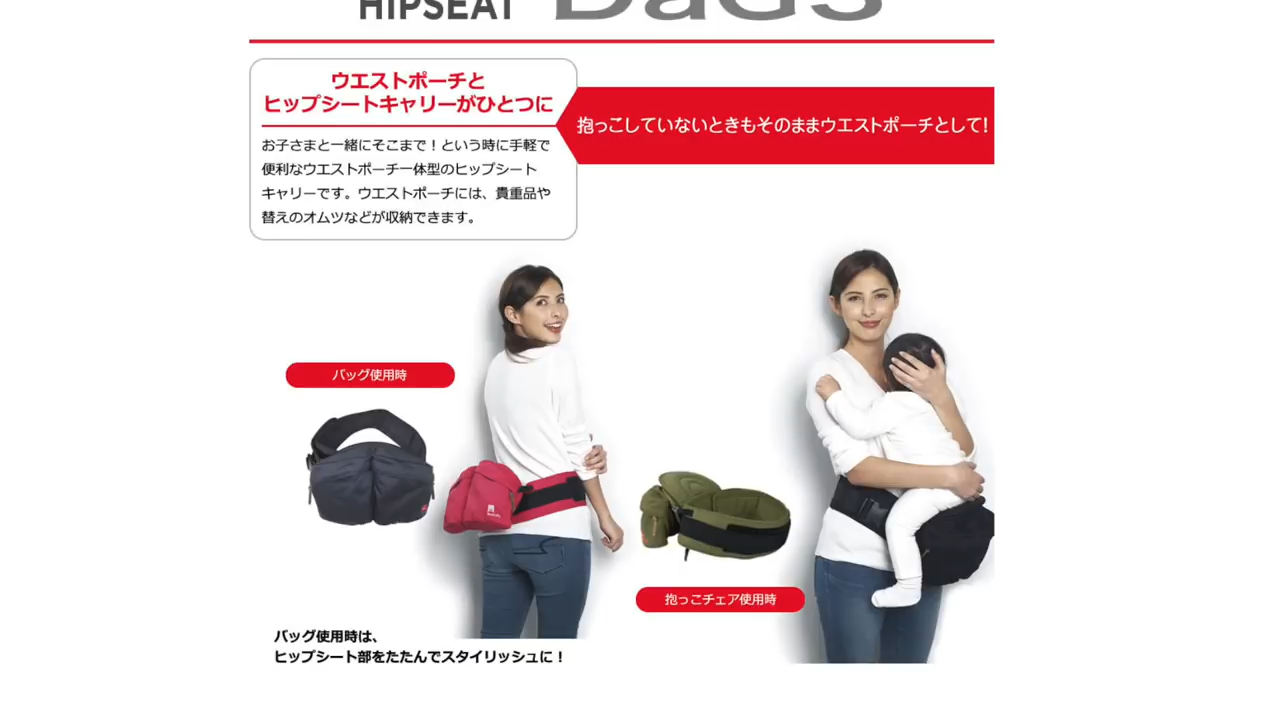 HIPSEAT BaGS
ウエストポーチと
ヒップシートキャリーがひとつに
お子さまと一緒にそこまで！という時に手軽で
便利なウエストポーチ一体型のヒップシート
キャリーです。ウエストポーチには、貴重品や
替えのオムツなどが収納できます。
抱っこしていないときもそのままウエストポーチとして!
バッグ使用時
抱っこチェア使用時
バッグ使用時は、
ヒップシート部をたたんでスタイリッシュに！